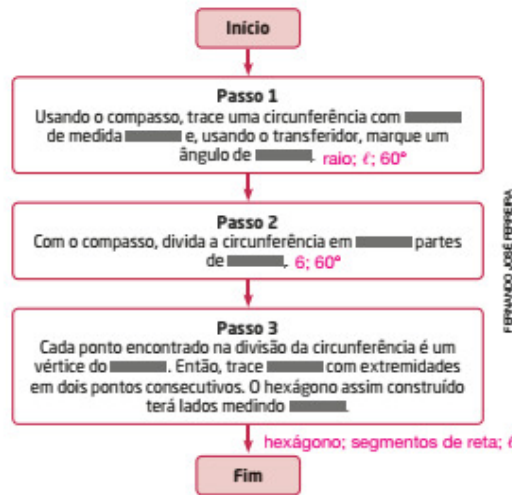 Início
Passo 1
Usando o compasso, trace uma circunferência com
de medida e, usando o transferidor, marque um
ângulo de . raio; ℓ; 60°
Passo 2
Com o compasso, divida a circunferência em partes
de . 6; 60°
Passo 3
Cada ponto encontrado na divisão da circunferência é um
vértice do . Então, trace com extremidades
em dois pontos consecutivos. O hexágono assim construído
terá lados medindo .
hexágono; segmentos de reta;
Fim
FERNANDO JOSÉ FERREIRA